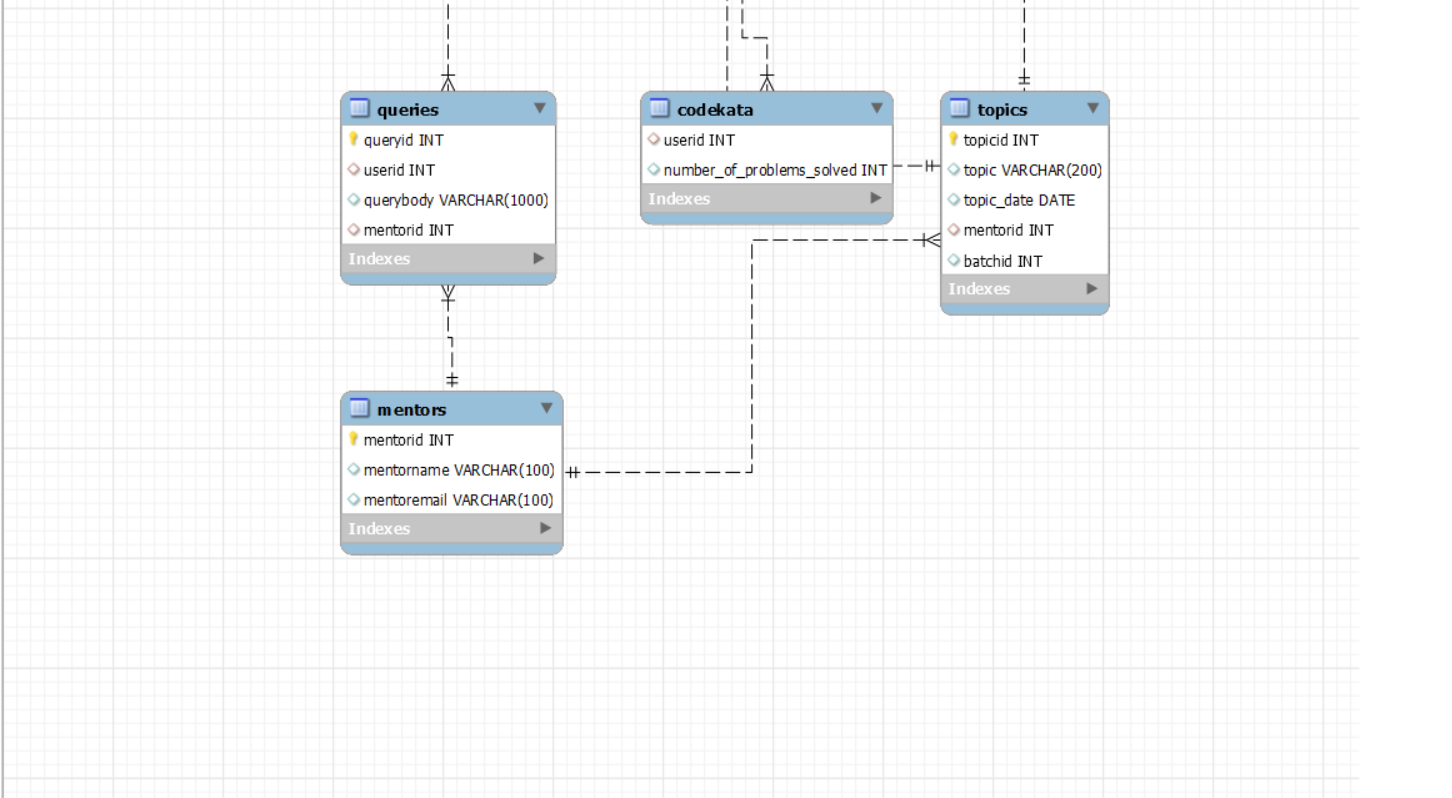 queries
queryid INT
userid INT
querybody VARCHAR(1000)
mentorid INT
Indexes
codekata
userid INT
number_of_problems_solved INT
Indexes
topics
topicid INT
topic VARCHAR(200)
topic_date DATE
mentorid INT
batchid INT
Indexes
mentors
mentorid INT
mentorname VARCHAR(100)
mentoremail VARCHAR(100)
Indexes